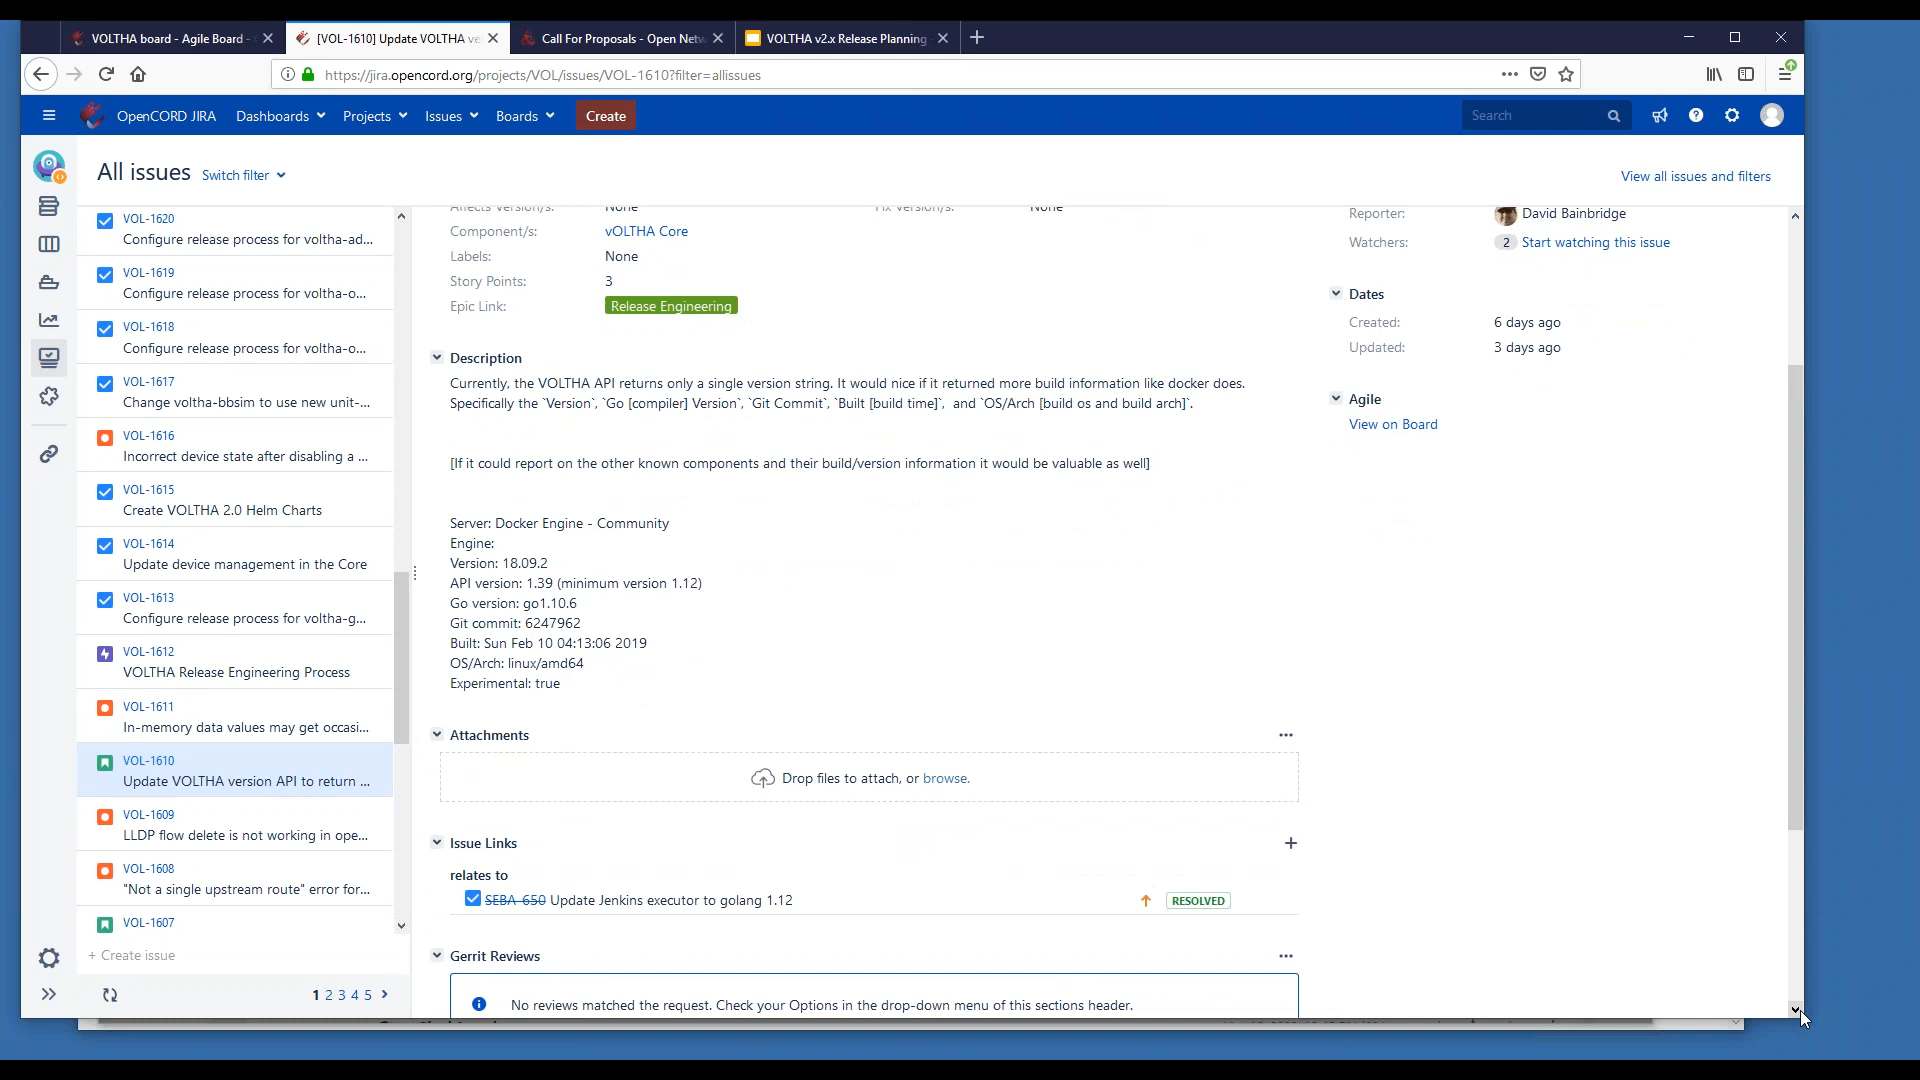 VOLTHA board - Agile Board -
[VOL-1610] Update VOLTHA ve
Call For Proposals - Open Netw
VOLTHA v2.x Release Planning
https://jira.opencord.org/projects/VOL/issues/VOL-1610?filter=allissues
OpenCORD JIRA
Dashboards
Projects
Issues
Boards
Create
Search
All issues
Switch filter
View all issues and filters
VOL-1620
Configure release process for voltha-ad...
VOL-1619
Configure release process for voltha-o...
VOL-1618
Configure release process for voltha-o...
VOL-1617
Change voltha-bbsim to use new unit-...
VOL-1616
Incorrect device state after disabling a ...
VOL-1615
Create VOLTHA 2.0 Helm Charts
VOL-1614
Update device management in the Core
VOL-1613
Configure release process for voltha-g...
VOL-1612
VOLTHA Release Engineering Process
VOL-1611
In-memory data values may get occasi...
VOL-1610
Update VOLTHA version API to return ...
VOL-1609
LLDP flow delete is not working in ope...
VOL-1608
"Not a single upstream route" error for...
VOL-1607
+ Create issue
1 2 3 4 5 >
Affects Version/s: None
Fix Version/s: None
Component/s: vOLTHA Core
Labels: None
Story Points: 3
Epic Link: Release Engineering
Description
Currently, the VOLTHA API returns only a single version string. It would nice if it returned more build information like docker does.
Specifically the `Version`, `Go [compiler] Version`, `Git Commit`, `Built [build time]`, and `OS/Arch [build os and build arch]`.
[If it could report on the other known components and their build/version information it would be valuable as well]
Server: Docker Engine - Community
Engine:
Version: 18.09.2
API version: 1.39 (minimum version 1.12)
Go version: go1.10.6
Git commit: 6247962
Built: Sun Feb 10 04:13:06 2019
OS/Arch: linux/amd64
Experimental: true
Attachments
Drop files to attach, or browse.
Issue Links
relates to
SEBA-650 Update Jenkins executor to golang 1.12
RESOLVED
Gerrit Reviews
No reviews matched the request. Check your Options in the drop-down menu of this sections header.
Reporter: David Bainbridge
Watchers: 2 Start watching this issue
Dates
Created: 6 days ago
Updated: 3 days ago
Agile
View on Board